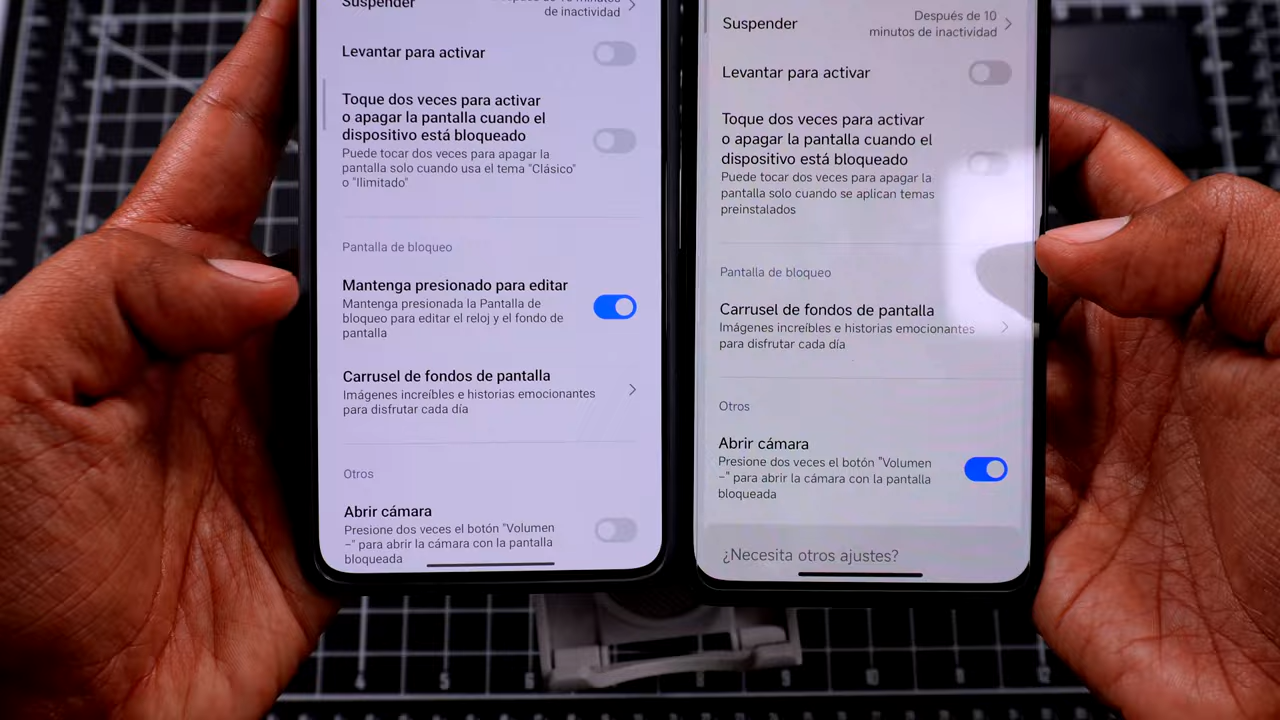 Suspender
de inactividad
Levantar para activar
Toque dos veces para activar
o apagar la pantalla cuando el
dispositivo está bloqueado
Puede tocar dos veces para apagar la
pantalla solo cuando usa el tema "Clásico"
o "Ilimitado"
Pantalla de bloqueo
Mantenga presionado para editar
Mantenga presionada la Pantalla de
bloqueo para editar el reloj y el fondo de
pantalla
Carrusel de fondos de pantalla
Imágenes increíbles e historias emocionantes
para disfrutar cada día
Otros
Abrir cámara
Presione dos veces el botón "Volumen
–" para abrir la cámara con la pantalla
bloqueada
Suspender
Después de 10
minutos de inactividad
Levantar para activar
Toque dos veces para activar
o apagar la pantalla cuando el
dispositivo está bloqueado
Puede tocar dos veces para apagar la
pantalla solo cuando se aplican temas
preinstalados
Pantalla de bloqueo
Carrusel de fondos de pantalla
Imágenes increíbles e historias emocionantes
para disfrutar cada día
Otros
Abrir cámara
Presione dos veces el botón "Volumen
–" para abrir la cámara con la pantalla
bloqueada
¿Necesita otros ajustes?
4
5
6
9
10
11
12